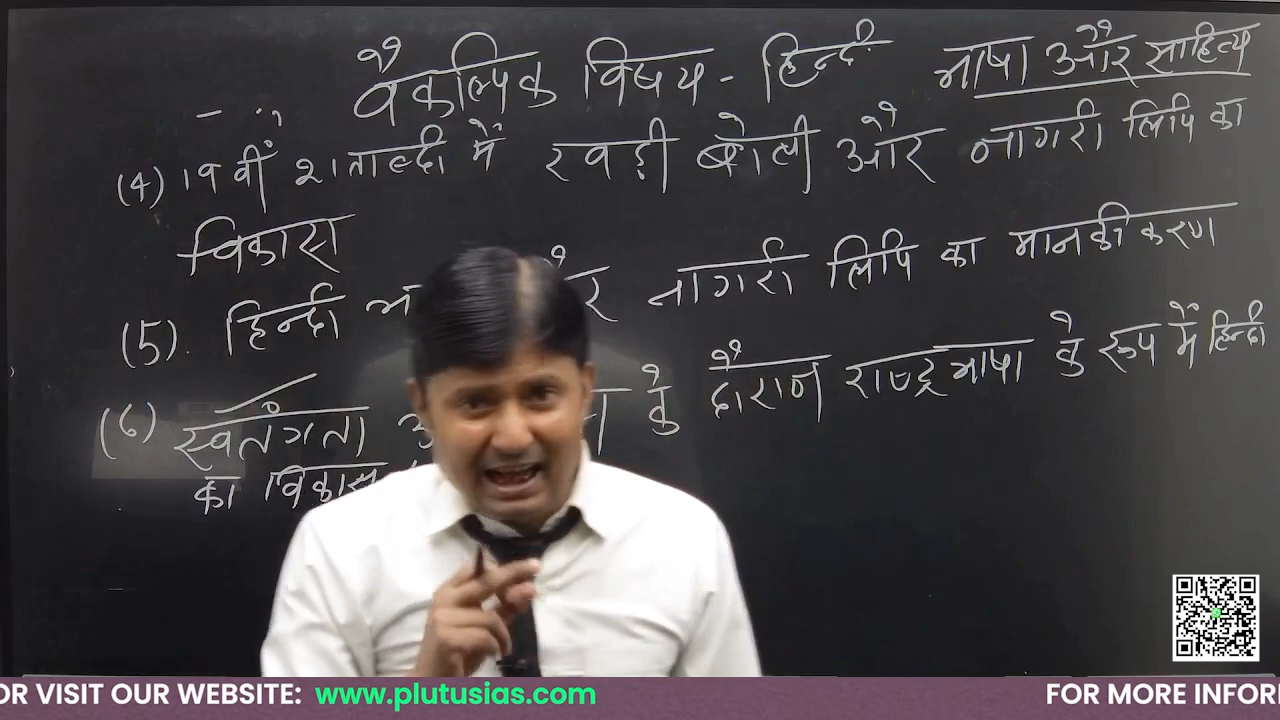 वैकल्पिक विषय - हिन्दी भाषा और साहित्य
(4) 19वीं शताब्दी में खड़ी बोली और नागरी लिपि का
विकास
(5). हिन्दी नागरी लिपि का मानकीकरण
(6) स्वतंत्रता के दौरान राष्ट्रभाषा के रूप में हिन्दी
का विकास
OR VISIT OUR WEBSITE: www.plutusias.com FOR MORE INFOR